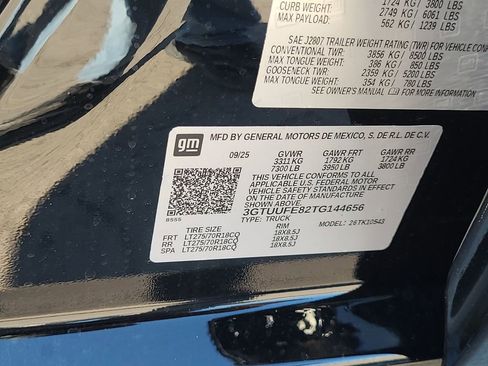 1724 KG / 3800 LBS
CURB WEIGHT: 2749 KG / 6061 LBS
MAX PAYLOAD: 562 KG / 1239 LBS
SAE J2807 TRAILER WEIGHT RATING (TWR) FOR VEHICLE
CONVENTIONAL TWR: 3856 KG / 8500 LBS
MAX TONGUE WEIGHT: 386 KG / 850 LBS
GOOSENECK TWR: 2359 KG / 5200 LBS
MAX TONGUE WEIGHT: 354 KG / 780 LBS
SEE OWNER'S MANUAL
gm
MFD BY GENERAL MOTORS DE MEXICO, S. DE R.L. DE C.V.
09/25 GVWR GAWR FRT GAWR RR
3311 KG 1792 KG 1724 KG
7300 LB 3950 LB 3800 LB
THIS VEHICLE CONFORMS TO ALL APPLICABLE
U.S. FEDERAL MOTOR VEHICLE
SAFETY STANDARDS IN EFFECT
ON THE DATE OF MANUFACTURE
SHOWN ABOVE.
3GTUUFE82TG144656
TYPE: TRUCK MODEL: 26TK10543
TIRE SIZE RIM
FRT LT275/70R18CQ 18X8.5J
RR LT275/70R18CQ 18X8.5J
SPA LT275/70R18CQ 18X8.5J